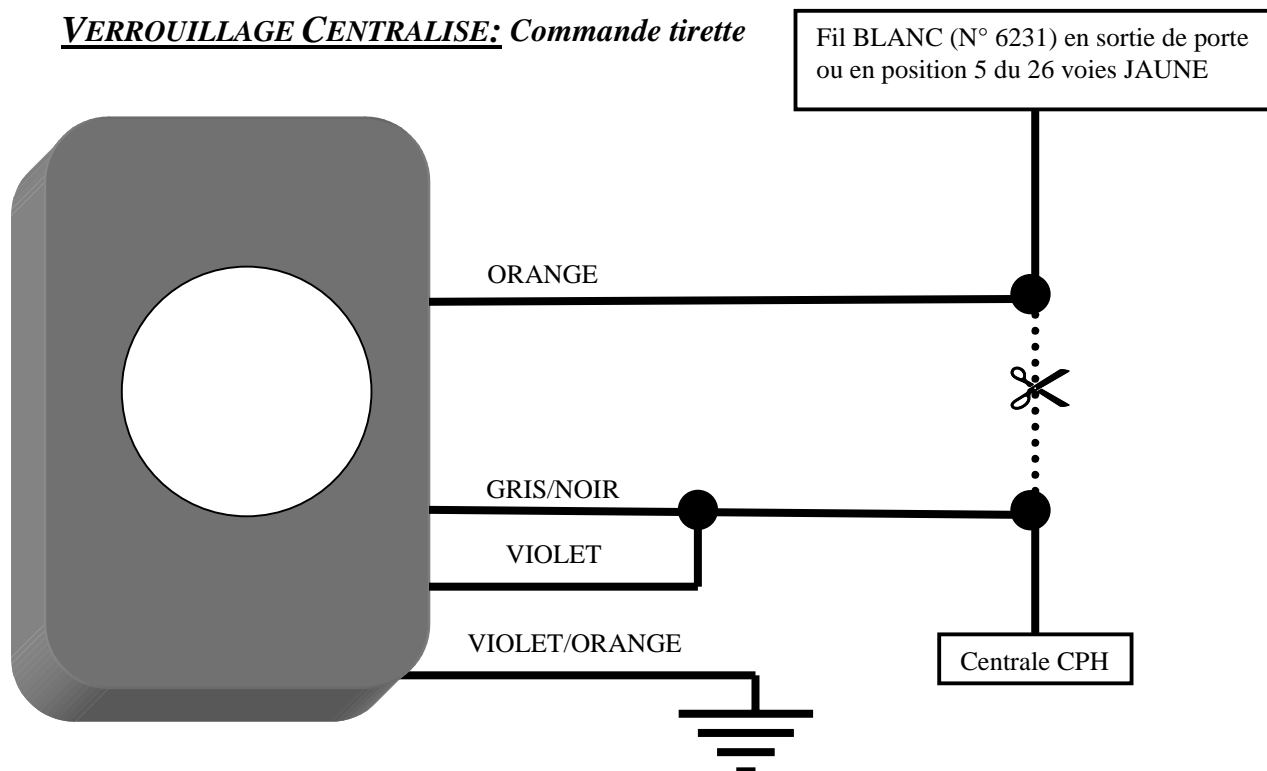 VERROUILLAGE CENTRALISE: Commande tirette
Fil BLANC (N° 6231) en sortie de porte
ou en position 5 du 26 voies JAUNE
ORANGE
GRIS/NOIR
VIOLET
VIOLET/ORANGE
Centrale CPH